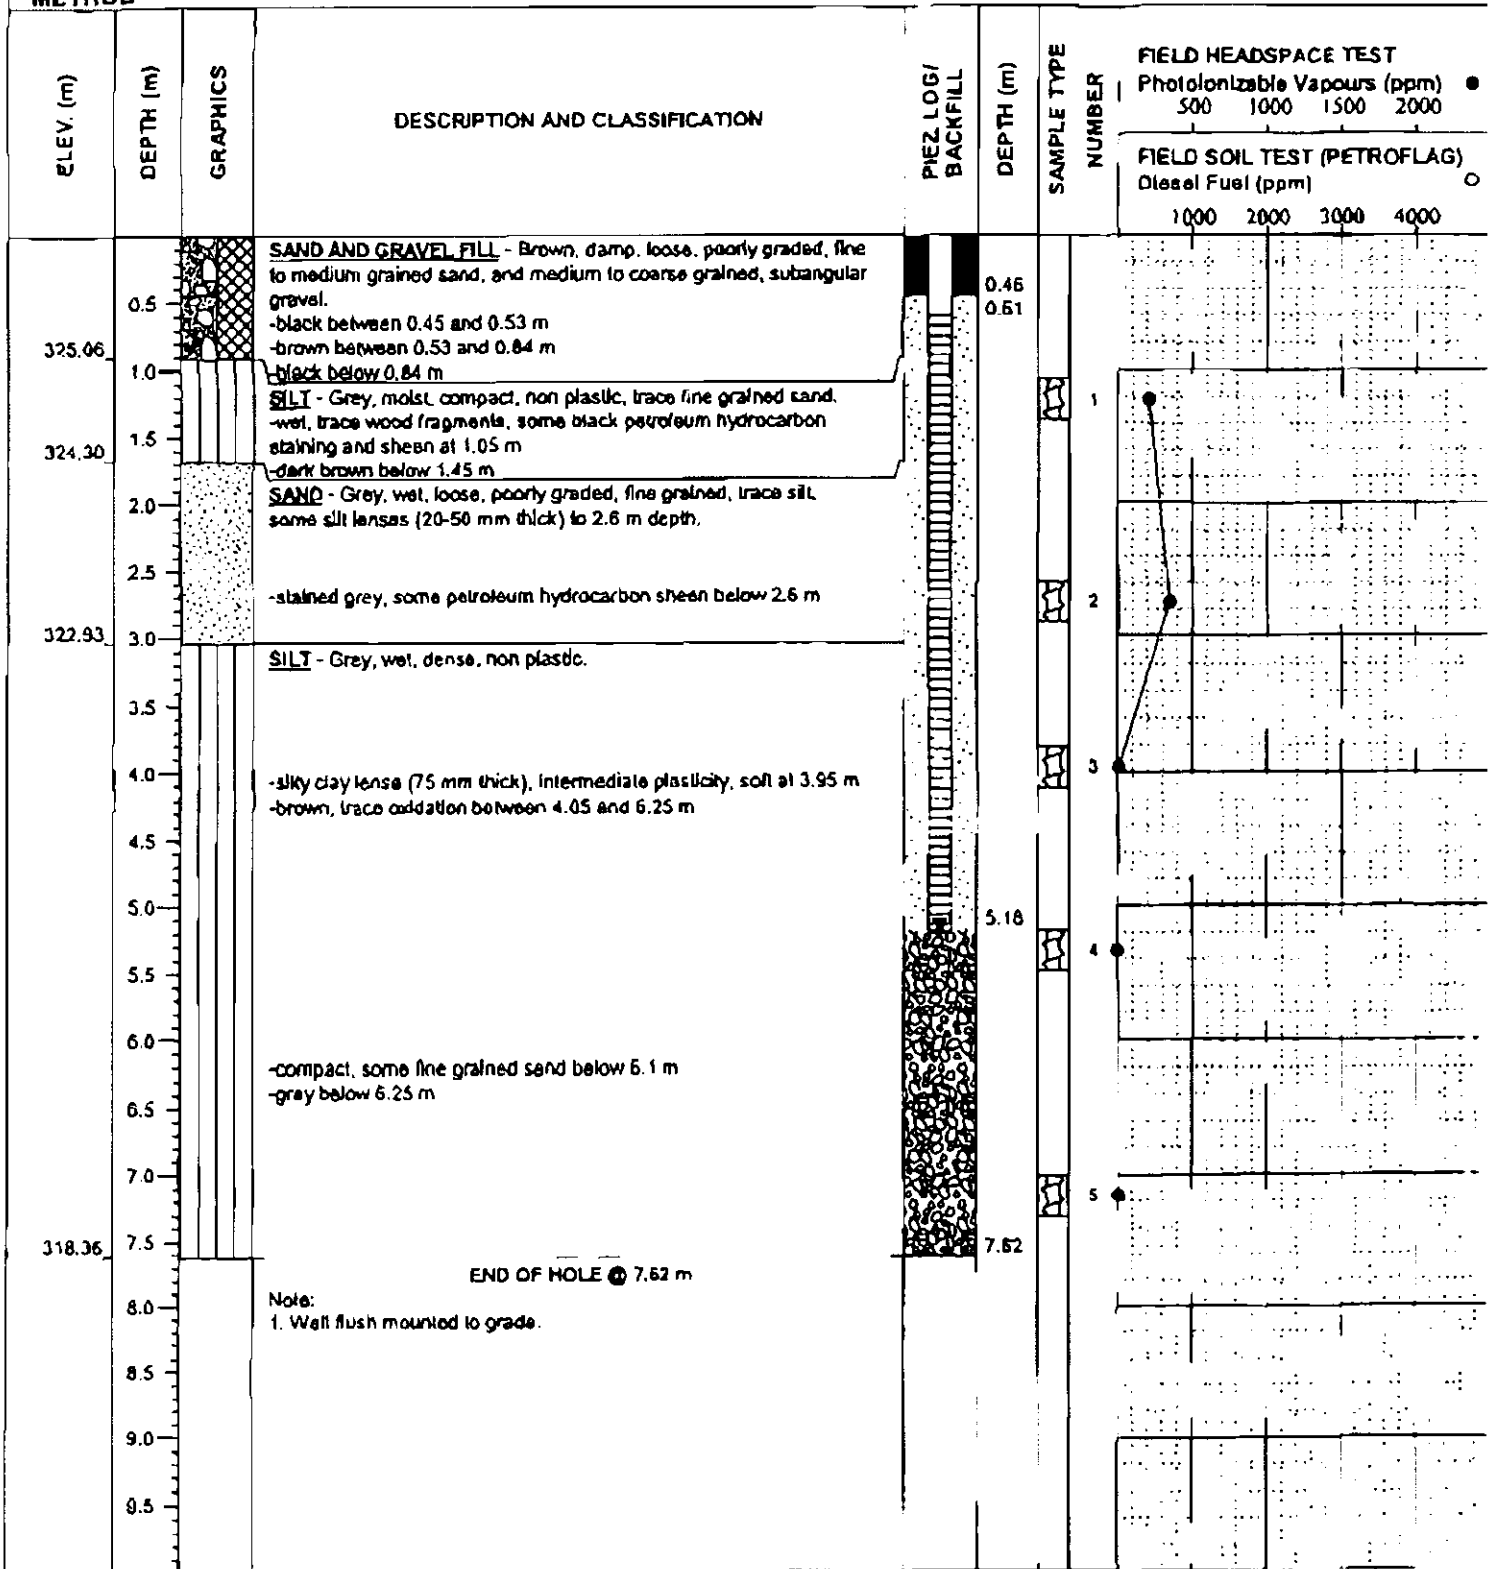 ELEV. (m)
DEPTH (m)
GRAPHICS
DESCRIPTION AND CLASSIFICATION
PIEZ LOG/
BACKFILL
DEPTH (m)
SAMPLE TYPE
NUMBER
FIELD HEADSPACE TEST
Photoionizable Vapours (ppm)
500 1000 1500 2000
FIELD SOIL TEST (PETROFLAG)
Diesel Fuel (ppm)
1000 2000 3000 4000
SAND AND GRAVEL FILL - Brown, damp, loose, poorly graded, fine
to medium grained sand, and medium to coarse grained, subangular
gravel.
0.46
0.5
0.61
-black between 0.45 and 0.53 m
-brown between 0.53 and 0.84 m
325.06
1.0
-black below 0.84 m
SILT - Grey, moist, compact, non plastic, trace fine grained sand.
1
-wet, trace wood fragments, some black petroleum hydrocarbon
1.5
staining and sheen at 1.05 m
324.30
-dark brown below 1.45 m
SAND - Grey, wet, loose, poorly graded, fine grained, trace silt,
2.0
some silt lenses (20-50 mm thick) to 2.6 m depth.
2.5
-stained grey, some petroleum hydrocarbon sheen below 2.6 m
2
322.93
3.0
SILT - Grey, wet, dense, non plastic.
3.5
3
4.0
-silty clay lense (75 mm thick), intermediate plasticity, soft at 3.95 m
-brown, trace oxidation between 4.05 and 6.25 m
4.5
5.0
5.18
4
5.5
6.0
-compact, some fine grained sand below 6.1 m
-gray below 6.25 m
6.5
7.0
5
318.36
7.5
7.62
END OF HOLE @ 7.62 m
8.0
Note:
1. Well flush mounted to grade.
8.5
9.0
9.5